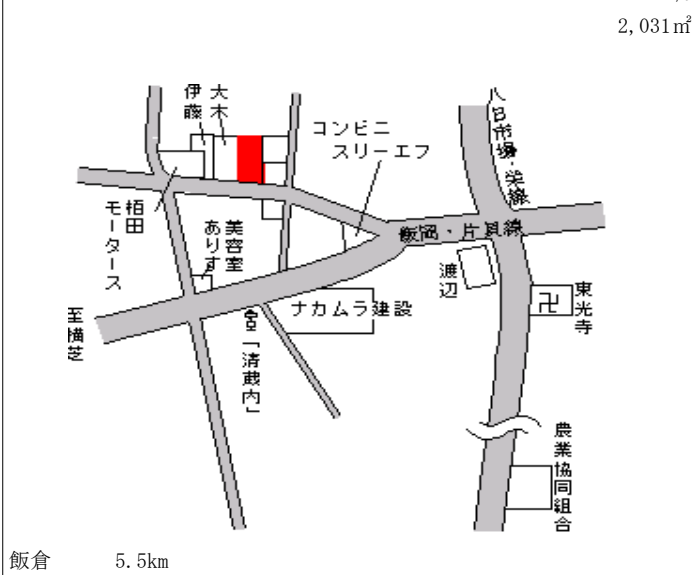 2,031㎡
伊藤
大木
コンビニ
スリーエフ
八日市場・栄線
栢田
モータース
美容室
ありす
飯岡・片貝線
渡辺
東光寺
卍
至横芝
ナカムラ建設
「清蔵内」
農業協同組合
飯倉 5.5km